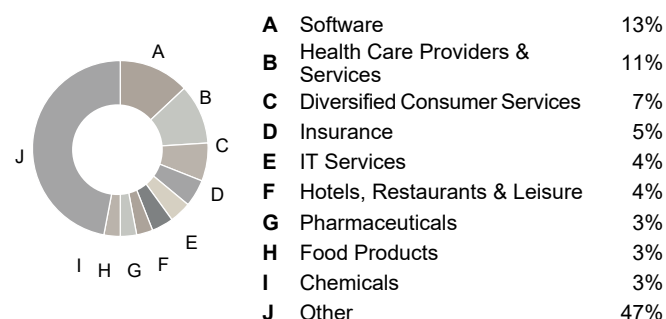 A
B
C
D
E
F
G
H
I
J
A Software 13%
B Health Care Providers &
Services 11%
C Diversified Consumer Services 7%
D Insurance 5%
E IT Services 4%
F Hotels, Restaurants & Leisure 4%
G Pharmaceuticals 3%
H Food Products 3%
I Chemicals 3%
J Other 47%